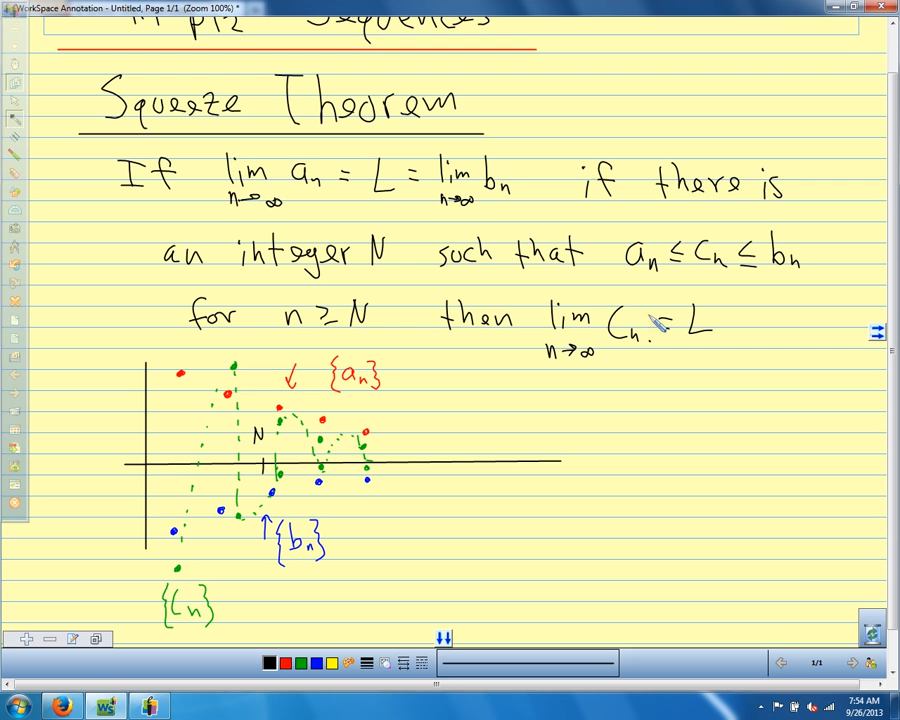 WorkSpace Annotation - Untitled, Page 1/1 (Zoom 100%) *
Sequences
Squeeze Theorem
If lim n→∞ an = L = lim n→∞ bn if there is
an integer N such that an ≤ cn ≤ bn
for n ≥ N then lim n→∞ Cn = L
{an}
N
{bn}
{Cn}
1/1
7:54 AM
9/26/2013